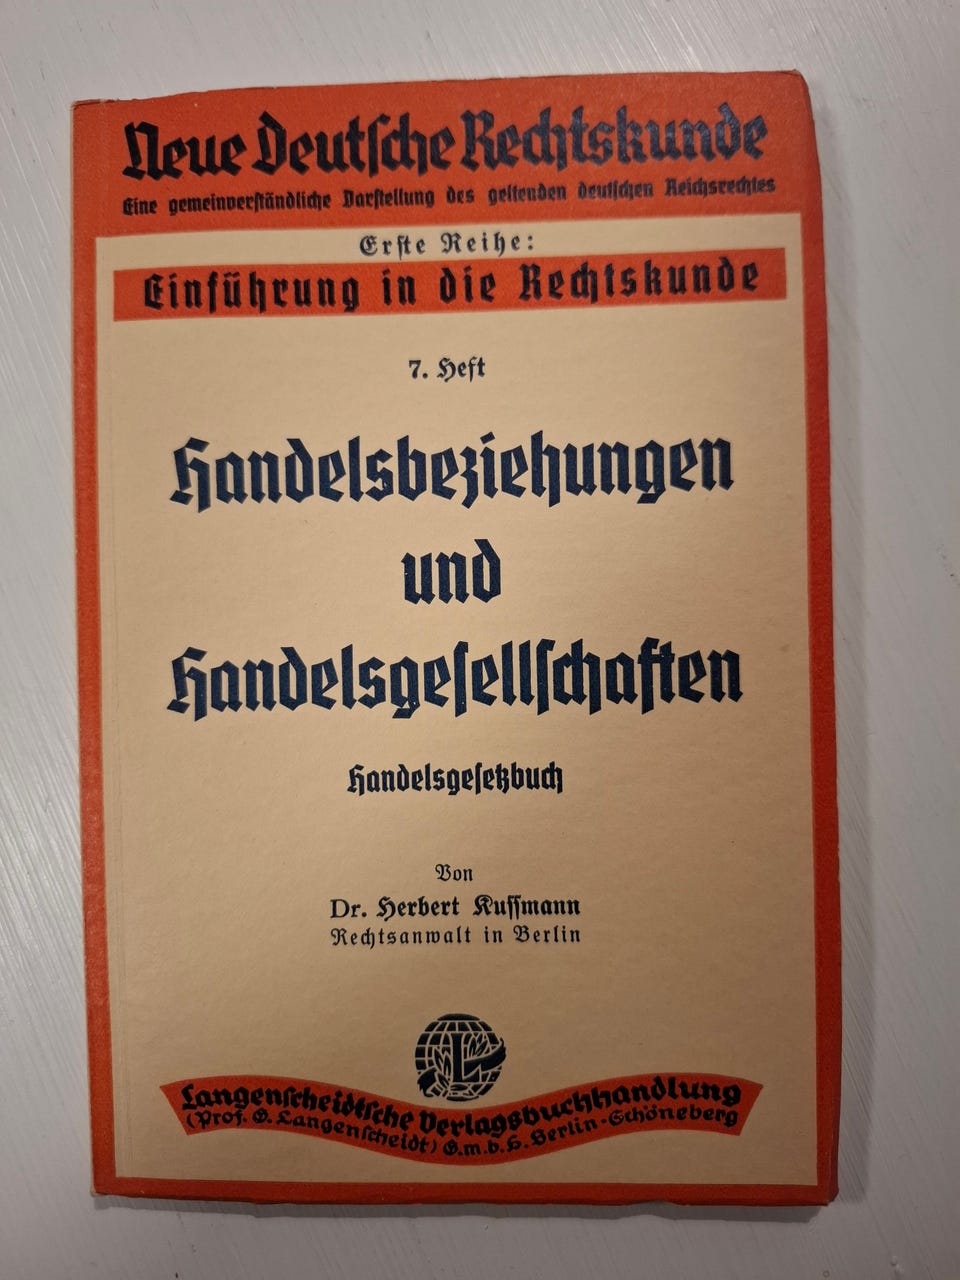 Neue Deutſche Rechtskunde
Eine gemeinverſtändliche Darſtellung des geltenden deutſchen Reichsrechtes
Erſte Reihe:
Einführung in die Rechtskunde
7. Heft
Handelsbeziehungen
und
Handelsgeſellſchaften
Handelsgeſetzbuch
Von
Dr. Herbert Kuſſmann
Rechtsanwalt in Berlin
L
Langenſcheidtſche Verlagsbuchhandlung
(Prof. G. Langenſcheidt) G.m.b.H. Berlin-Schöneberg